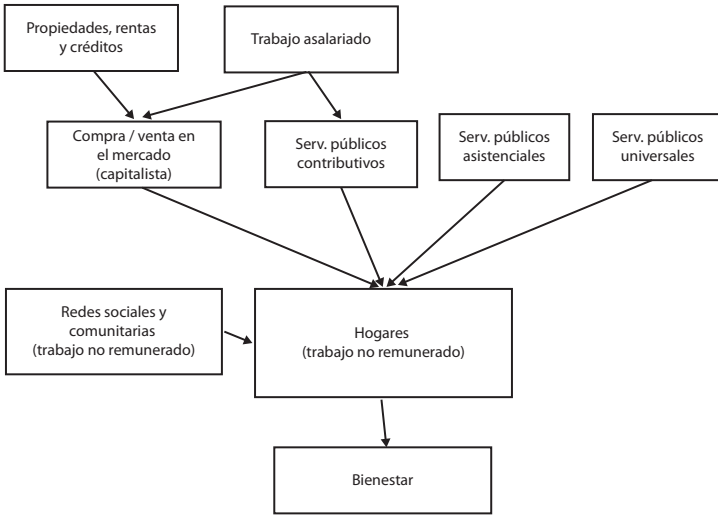 Propiedades, rentas
y créditos
Trabajo asalariado
Compra / venta en
el mercado
(capitalista)
Serv. públicos
contributivos
Serv. públicos
asistenciales
Serv. públicos
universales
Redes sociales y
comunitarias
(trabajo no remunerado)
Hogares
(trabajo no remunerado)
Bienestar